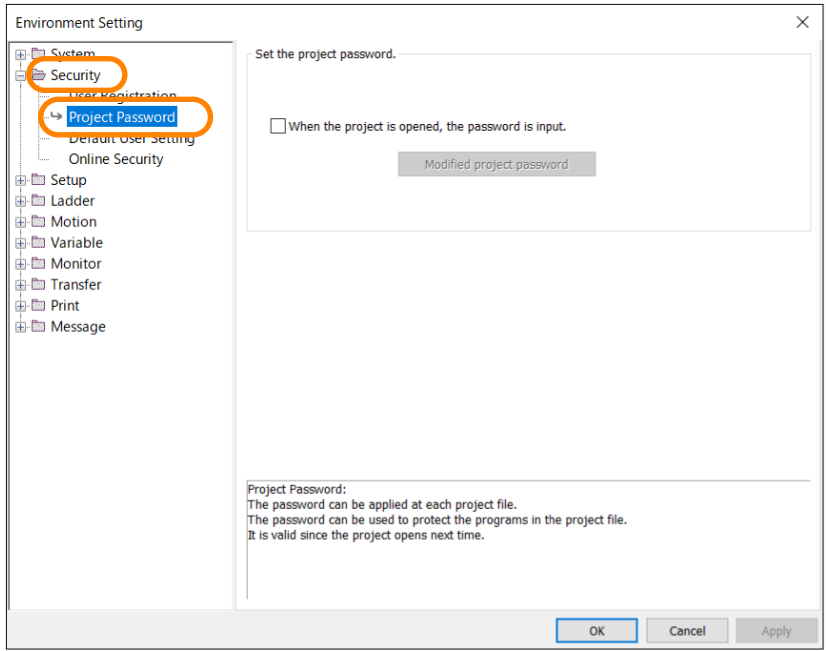 Environment Setting
System
Security
User Registration
Project Password
Default User Setting
Online Security
Setup
Ladder
Motion
Variable
Monitor
Transfer
Print
Message
Set the project password.
When the project is opened, the password is input.
Modified project password
Project Password:
The password can be applied at each project file.
The password can be used to protect the programs in the project file.
It is valid since the project opens next time.
OK
Cancel
Apply